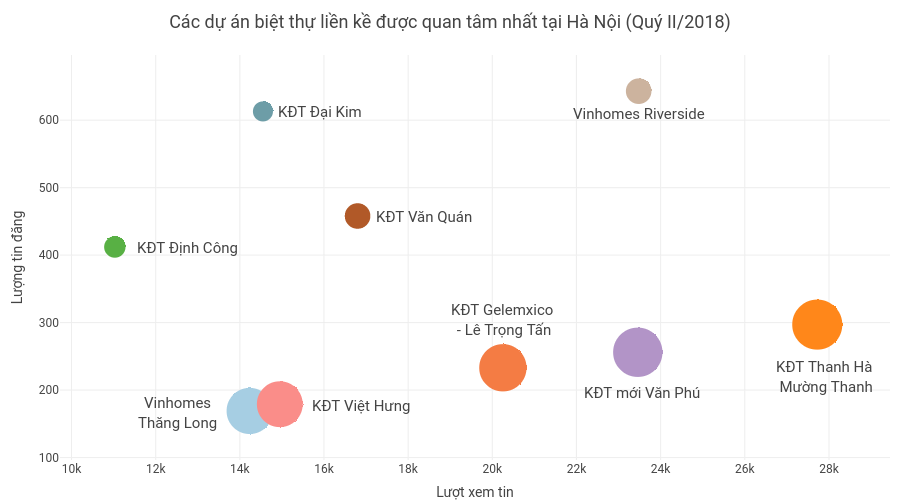 Các dự án biệt thự liền kề được quan tâm nhất tại Hà Nội (Quý II/2018)
Lượng tin đăng
600
500
400
300
200
100
KĐT Đại Kim
Vinhomes Riverside
KĐT Văn Quán
KĐT Định Công
KĐT Gelemxico
- Lê Trọng Tấn
KĐT Thanh Hà
Mường Thanh
KĐT mới Văn Phú
Vinhomes
Thăng Long
KĐT Việt Hưng
10k
12k
14k
16k
18k
20k
22k
24k
26k
28k
Lượt xem tin